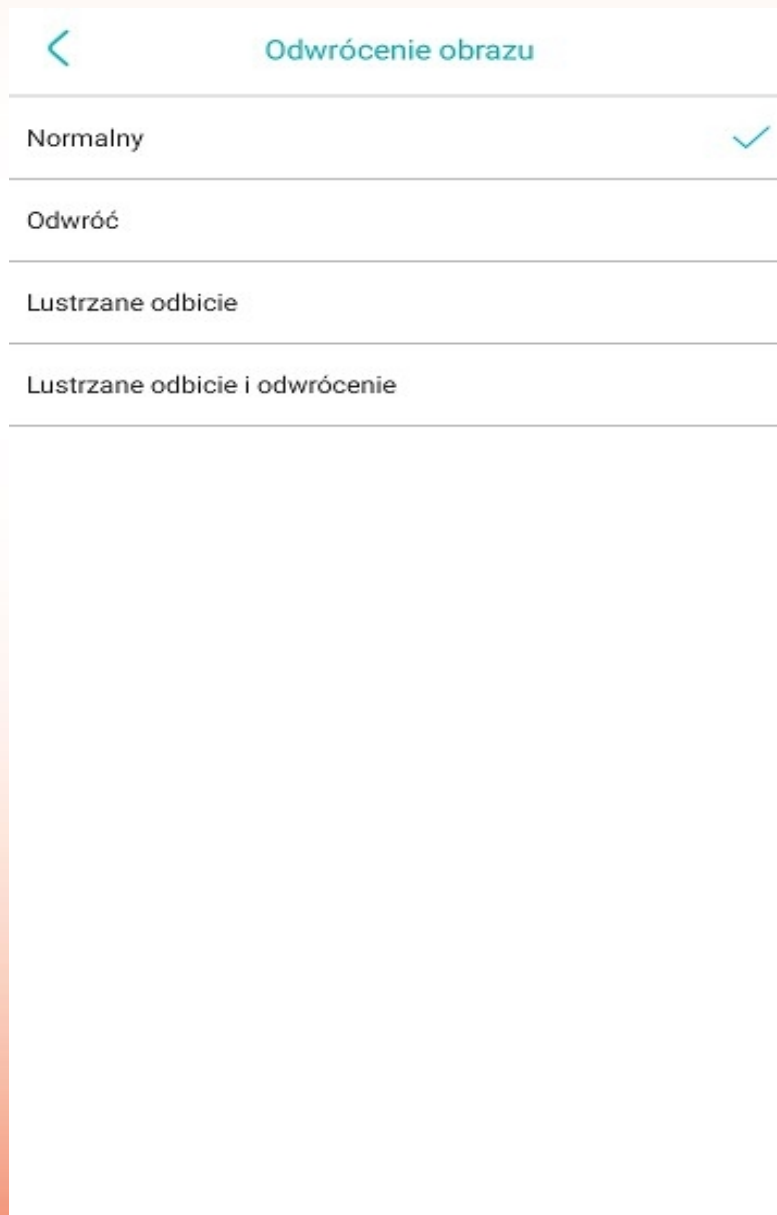 Odwrócenie obrazu
Normalny
Odwróć
Lustrzane odbicie
Lustrzane odbicie i odwrócenie